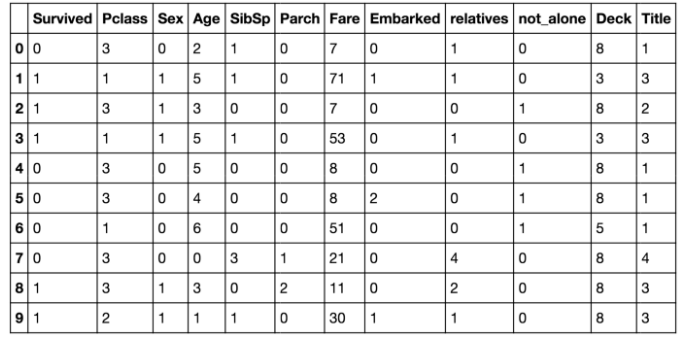 Survived Pclass Sex Age SibSp Parch Fare Embarked relatives not_alone Deck Title
0 0 3 0 2 1 0 7 0 1 0 8 1
1 1 1 1 5 1 0 71 1 1 0 3 3
2 1 3 1 3 0 0 7 0 0 1 8 2
3 1 1 1 5 1 0 53 0 1 0 3 3
4 0 3 0 5 0 0 8 0 0 1 8 1
5 0 3 0 4 0 0 8 2 0 1 8 1
6 0 1 0 6 0 0 51 0 0 1 5 1
7 0 3 0 0 3 1 21 0 4 0 8 4
8 1 3 1 3 0 2 11 0 2 0 8 3
9 1 2 1 1 1 0 30 1 1 0 8 3